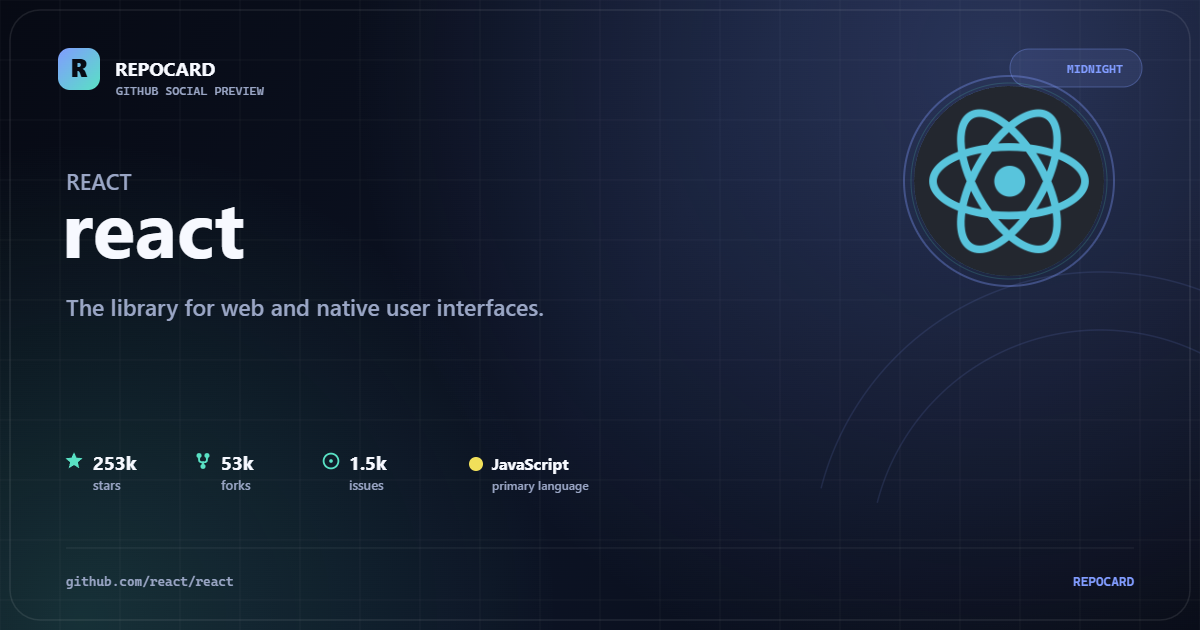 R
REPOCARD
GITHUB SOCIAL PREVIEW
MIDNIGHT
REACT
react
The library for web and native user interfaces.
253k
stars
53k
forks
1.5k
issues
JavaScript
primary language
github.com/react/react
REPOCARD